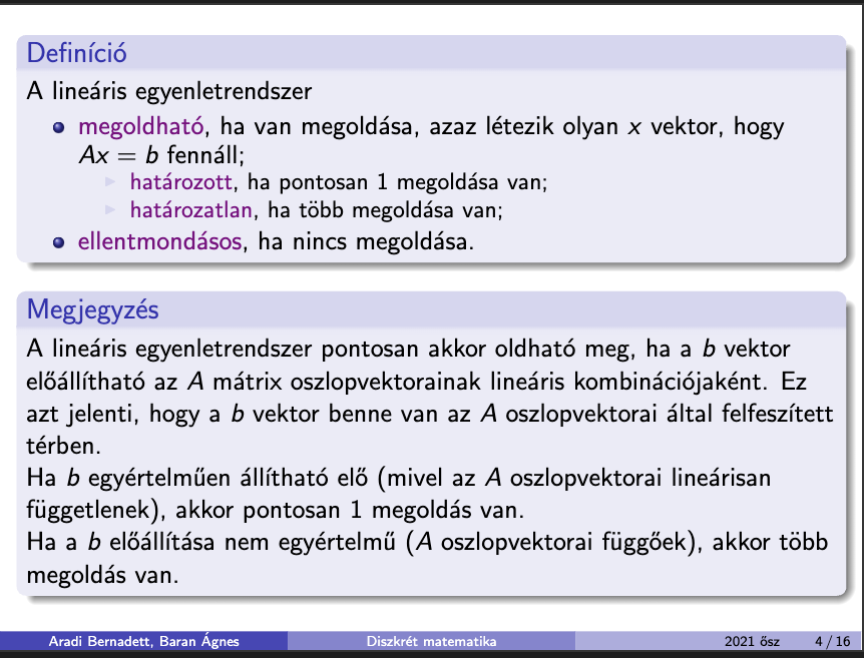 Definíció
A lineáris egyenletrendszer
megoldható, ha van megoldása, azaz létezik olyan x vektor, hogy
Ax = b fennáll;
határozott, ha pontosan 1 megoldása van;
határozatlan, ha több megoldása van;
ellentmondásos, ha nincs megoldása.
Megjegyzés
A lineáris egyenletrendszer pontosan akkor oldható meg, ha a b vektor
előállítható az A mátrix oszlopvektorainak lineáris kombinációjaként. Ez
azt jelenti, hogy a b vektor benne van az A oszlopvektorai által felfeszített
térben.
Ha b egyértelműen állítható elő (mivel az A oszlopvektorai lineárisan
függetlenek), akkor pontosan 1 megoldás van.
Ha a b előállítása nem egyértelmű (A oszlopvektorai függőek), akkor több
megoldás van.
Aradi Bernadett, Baran Ágnes Diszkrét matematika 2021 ősz 4 / 16